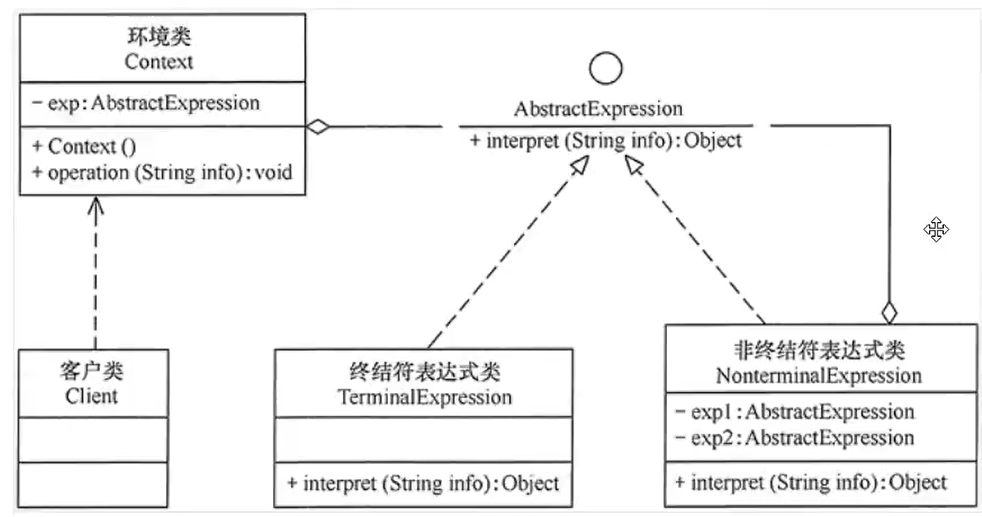 环境类
Context
- exp:AbstractExpression
+ Context ()
+ operation (String info):void
AbstractExpression
+ interpret (String info):Object
客户类
Client
终结符表达式类
TerminalExpression
+ interpret (String info):Object
非终结符表达式类
NonterminalExpression
- exp1:AbstractExpression
- exp2:AbstractExpression
+ interpret (String info):Object